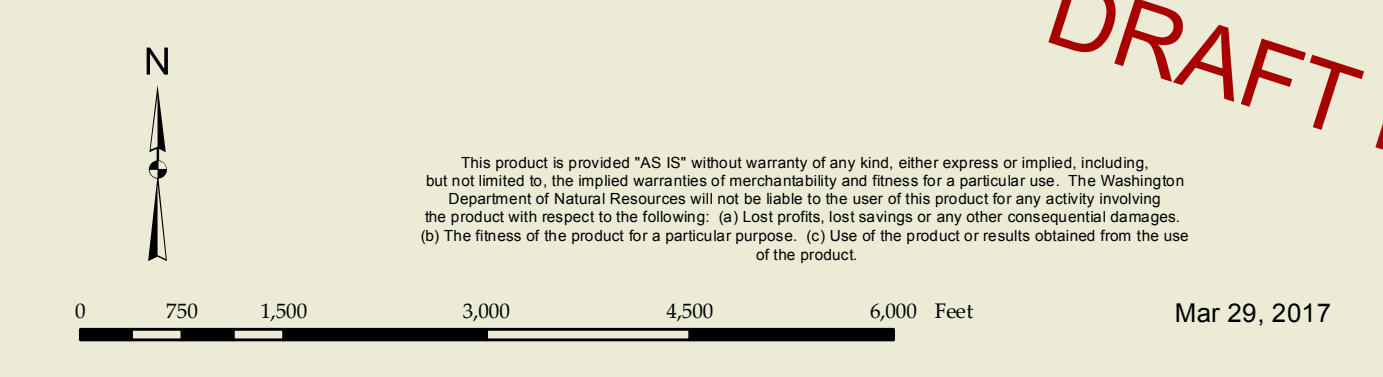 DRAFT
N
This product is provided "AS IS" without warranty of any kind, either express or implied, including,
but not limited to, the implied warranties of merchantability and fitness for a particular use. The Washington
Department of Natural Resources will not be liable to the user of this product for any activity involving
the product with respect to the following: (a) Lost profits, lost savings or any other consequential damages.
(b) The fitness of the product for a particular purpose. (c) Use of the product or results obtained from the use
of the product.
0 750 1,500 3,000 4,500 6,000 Feet
Mar 29, 2017